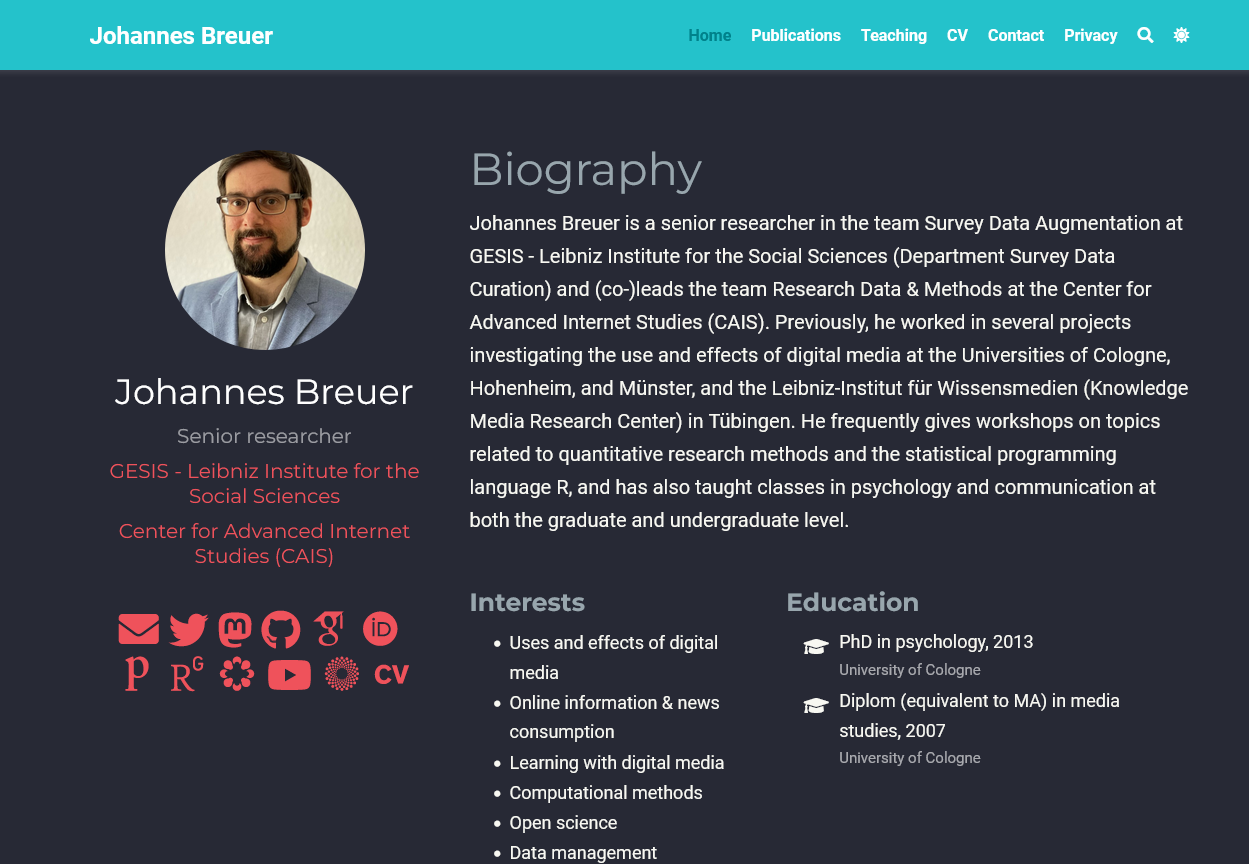 Johannes Breuer
Home Publications Teaching CV Contact Privacy
Johannes Breuer
Senior researcher
GESIS - Leibniz Institute for the
Social Sciences
Center for Advanced Internet
Studies (CAIS)
iD
P RG CV
Biography
Johannes Breuer is a senior researcher in the team Survey Data Augmentation at
GESIS - Leibniz Institute for the Social Sciences (Department Survey Data
Curation) and (co-)leads the team Research Data & Methods at the Center for
Advanced Internet Studies (CAIS). Previously, he worked in several projects
investigating the use and effects of digital media at the Universities of Cologne,
Hohenheim, and Münster, and the Leibniz-Institut für Wissensmedien (Knowledge
Media Research Center) in Tübingen. He frequently gives workshops on topics
related to quantitative research methods and the statistical programming
language R, and has also taught classes in psychology and communication at
both the graduate and undergraduate level.
Interests
Uses and effects of digital
media
Online information & news
consumption
Learning with digital media
Computational methods
Open science
Data management
Education
PhD in psychology, 2013
University of Cologne
Diplom (equivalent to MA) in media
studies, 2007
University of Cologne